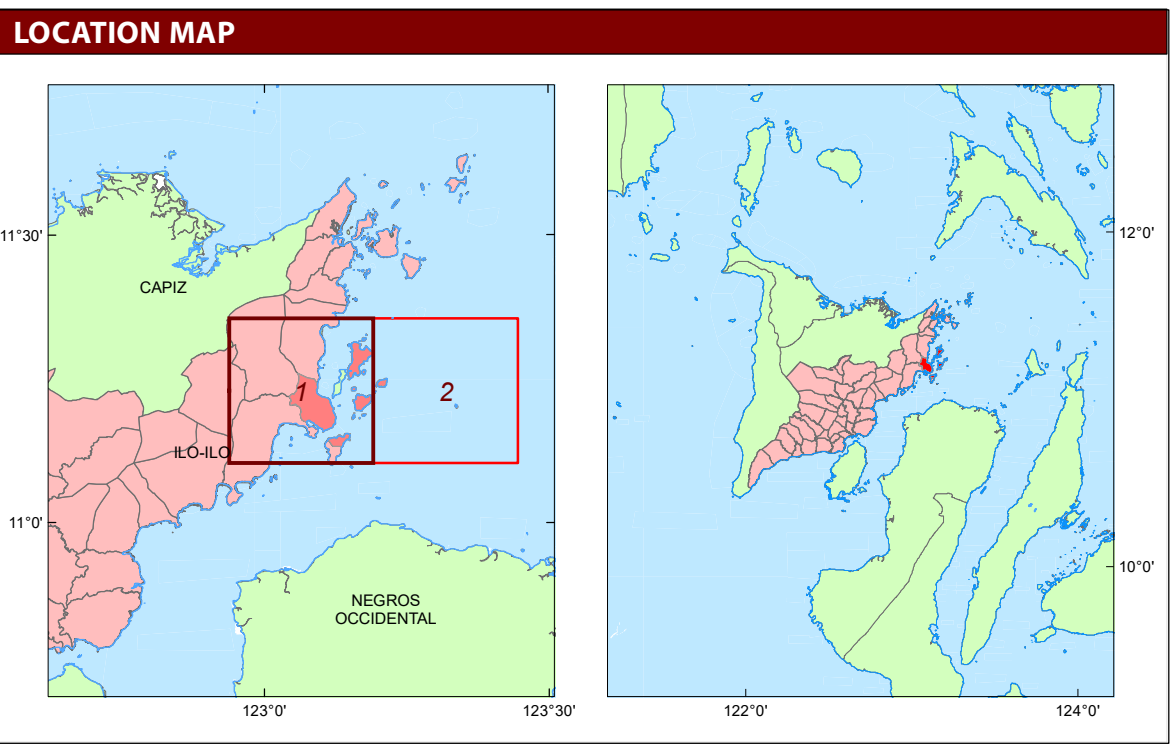 LOCATION MAP
11°30'
CAPIZ
1
2
ILO-ILO
11°0'
NEGROS
OCCIDENTAL
123°0'
123°30'
12°0'
10°0'
122°0'
124°0'